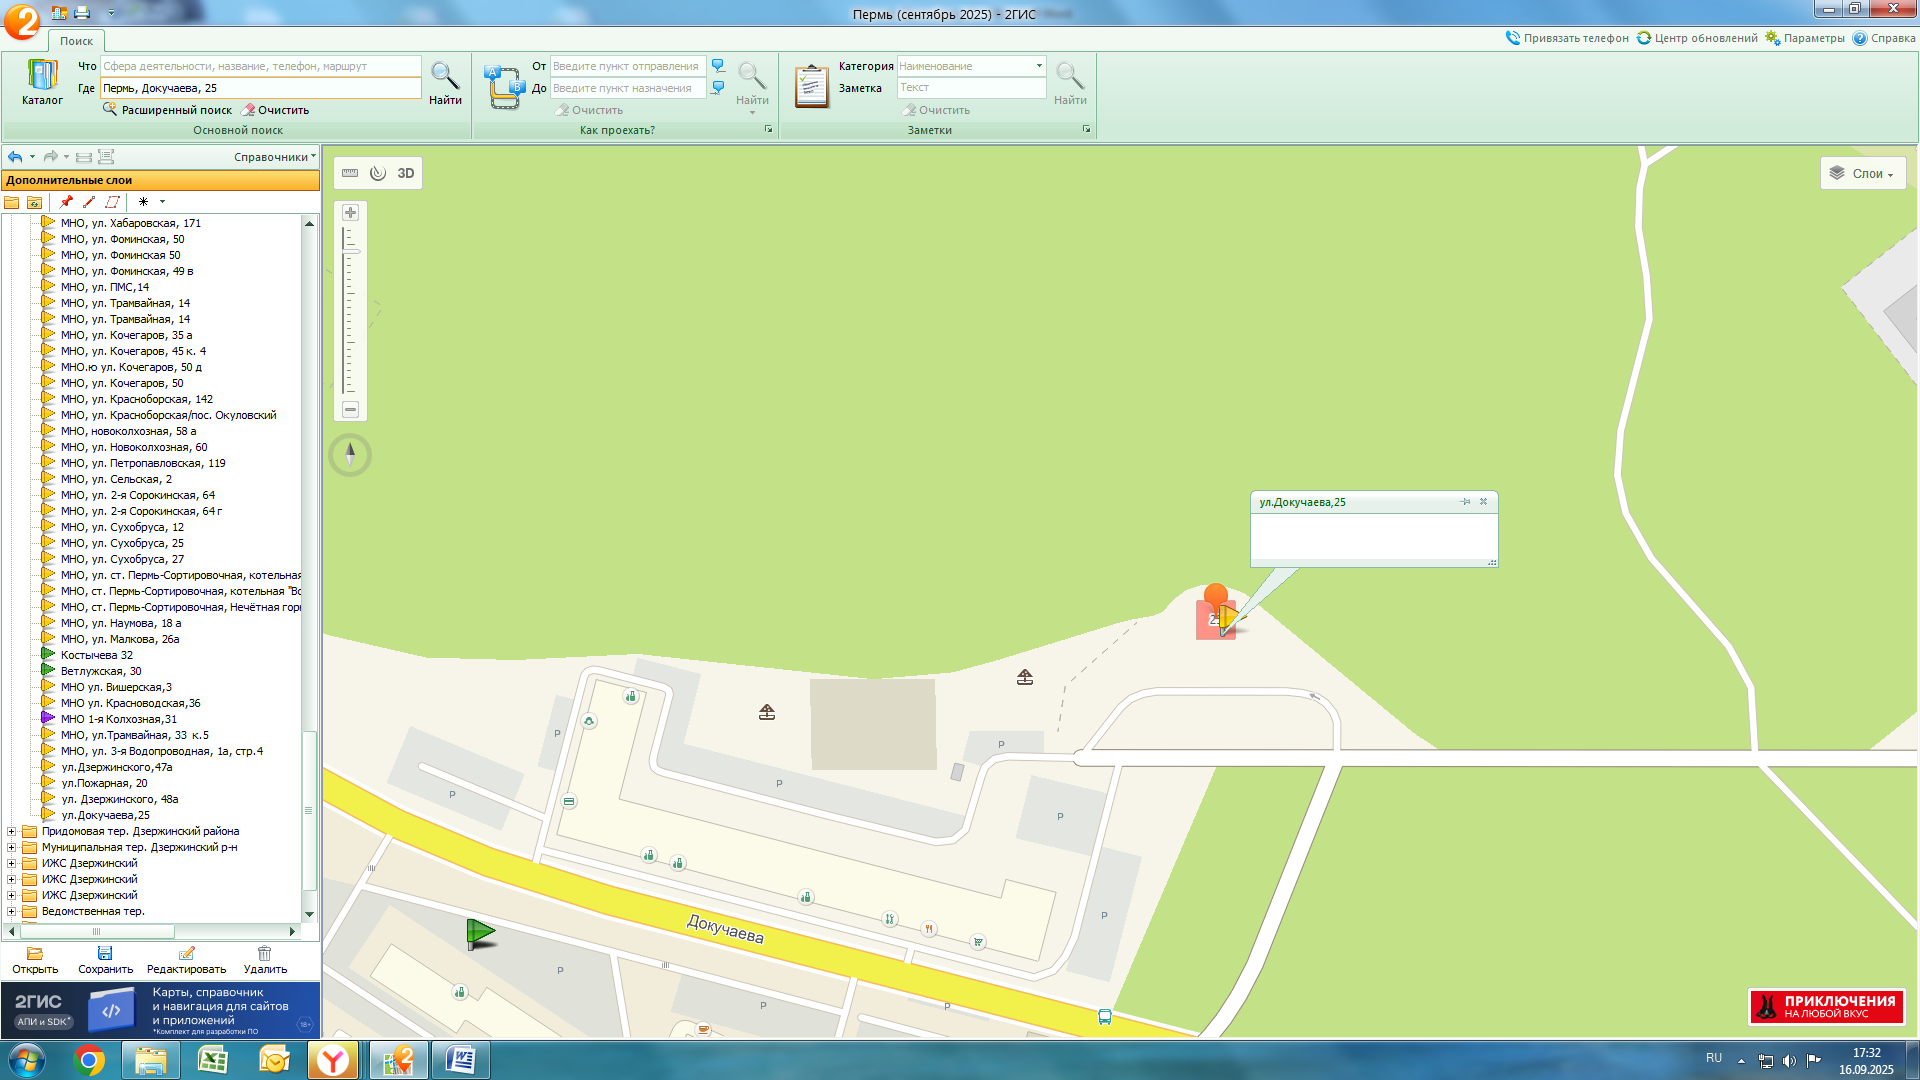 Пермь (сентябрь 2025) - 2ГИС
Поиск
Привязать телефон
Центр обновлений
Параметры
Справка
Каталог
Что
Сфера деятельности, название, телефон, маршрут
Где
Пермь, Докучаева, 25
Расширенный поиск
Очистить
Найти
Основной поиск
От
Введите пункт отправления
До
Введите пункт назначения
Очистить
Найти
Как проехать?
Категория
Наименование
Заметка
Текст
Очистить
Найти
Заметки
Справочники
Дополнительные слои
МНО, ул. Хабаровская, 171
МНО, ул. Фоминская, 50
МНО, ул. Фоминская 50
МНО, ул. Фоминская, 49 в
МНО, ул. ПМС,14
МНО, ул. Трамвайная, 14
МНО, ул. Трамвайная, 14
МНО, ул. Кочегаров, 35 а
МНО, ул. Кочегаров, 45 к. 4
МНО.ю ул. Кочегаров, 50 д
МНО, ул. Кочегаров, 50
МНО, ул. Красноборская, 142
МНО, ул. Красноборская/пос. Окуловский
МНО, новоколхозная, 58 а
МНО, ул. Новоколхозная, 60
МНО, ул. Петропавловская, 119
МНО, ул. Сельская, 2
МНО, ул. 2-я Сорокинская, 64
МНО, ул. 2-я Сорокинская, 64 г
МНО, ул. Сухобруса, 12
МНО, ул. Сухобруса, 25
МНО, ул. Сухобруса, 27
МНО, ул. ст. Пермь-Сортировочная, котельная
МНО, ст. Пермь-Сортировочная, котельная "Во
МНО, ст. Пермь-Сортировочная, Нечётная гор
МНО, ул. Наумова, 18 а
МНО, ул. Малкова, 26а
Костычева 32
Ветлужская, 30
МНО ул. Вишерская,3
МНО ул. Красноводская,36
МНО 1-я Колхозная,31
МНО, ул.Трамвайная, 33 к.5
МНО, ул. 3-я Водопроводная, 1а, стр.4
ул.Дзержинского,47а
ул.Пожарная, 20
ул. Дзержинского, 48а
ул.Докучаева,25
Придомовая тер. Дзержинский района
Муниципальная тер. Дзержинский р-н
ИЖС Дзержинский
ИЖС Дзержинский
ИЖС Дзержинский
Ведомственная тер.
Открыть
Сохранить
Редактировать
Удалить
2ГИС
АПИ и SDK*
Карты, справочник
и навигация для сайтов
и приложений
*Комплект для разработки ПО
18+
3D
Слои
ул.Докучаева,25
P
P
P
P
P
P
P
P
P
Докучаева
ПРИКЛЮЧЕНИЯ
НА ЛЮБОЙ ВКУС
RU
17:32
16.09.2025